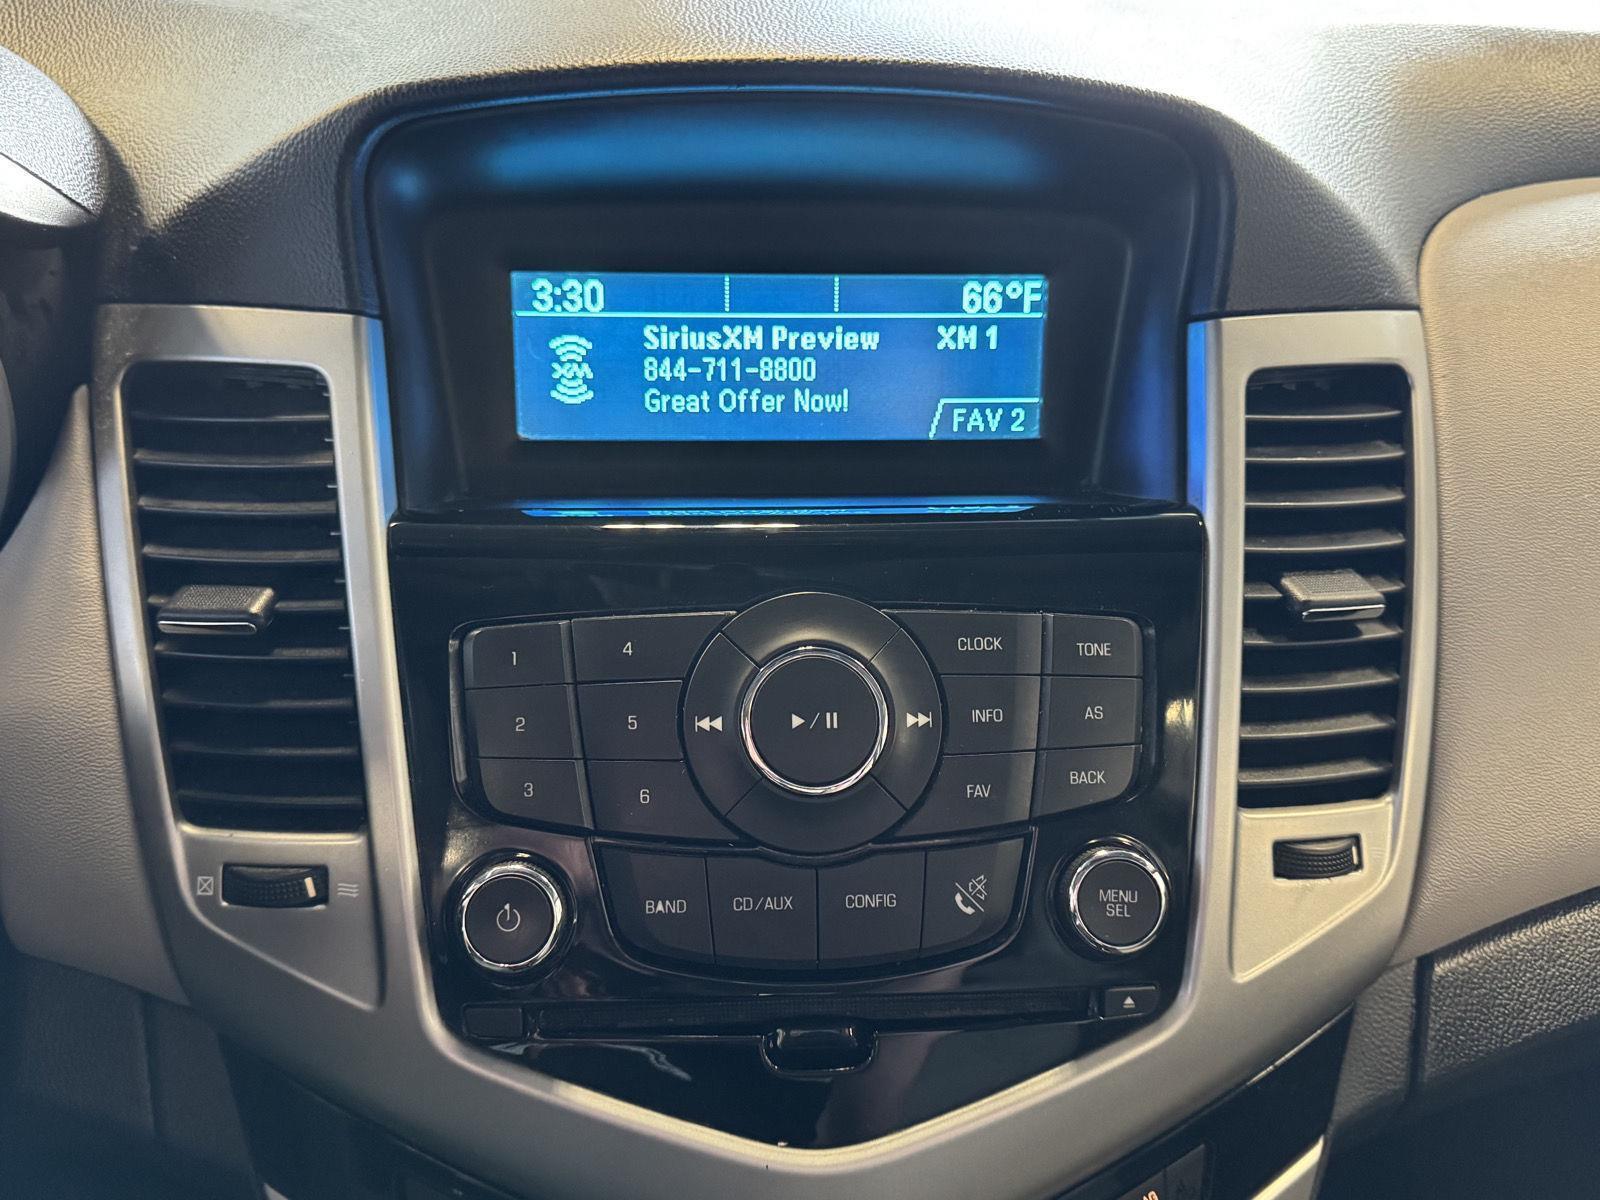 3:30 66°F
SiriusXM Preview XM 1
XM
844-711-8800
Great Offer Now!
FAV 2
1 4 CLOCK TONE
2 5 INFO AS
3 6 FAV BACK
BAND CD/AUX CONFIG MENU
SEL